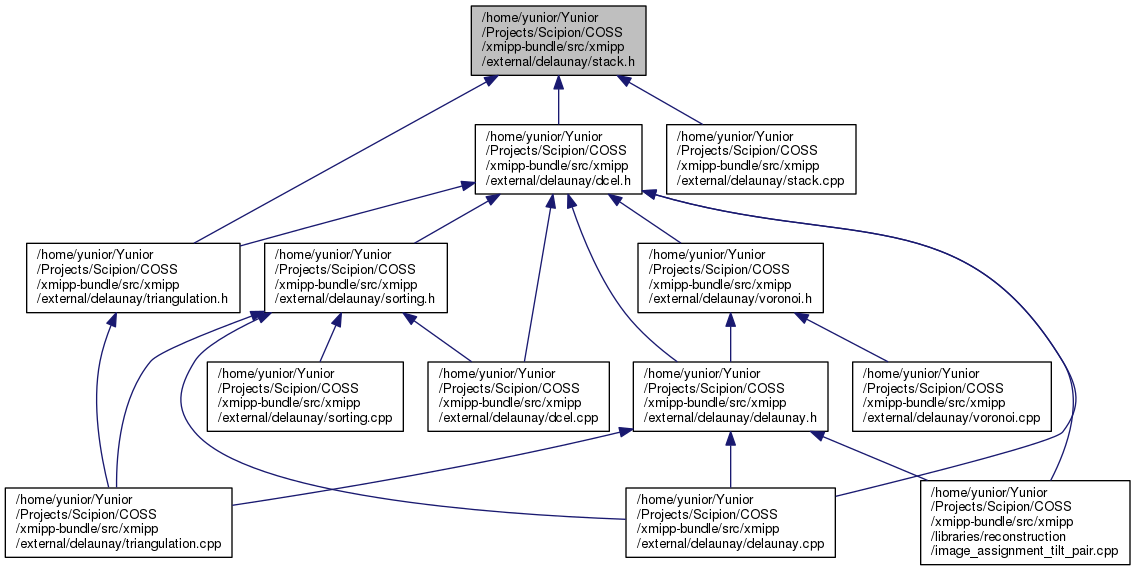 /home/yunior/Yunior
/Projects/Scipion/COSS
/xmipp-bundle/src/xmipp
/external/delaunay/stack.h
/home/yunior/Yunior
/Projects/Scipion/COSS
/xmipp-bundle/src/xmipp
/external/delaunay/dcel.h
/home/yunior/Yunior
/Projects/Scipion/COSS
/xmipp-bundle/src/xmipp
/external/delaunay/stack.cpp
/home/yunior/Yunior
/Projects/Scipion/COSS
/xmipp-bundle/src/xmipp
/external/delaunay/triangulation.h
/home/yunior/Yunior
/Projects/Scipion/COSS
/xmipp-bundle/src/xmipp
/external/delaunay/sorting.h
/home/yunior/Yunior
/Projects/Scipion/COSS
/xmipp-bundle/src/xmipp
/external/delaunay/voronoi.h
/home/yunior/Yunior
/Projects/Scipion/COSS
/xmipp-bundle/src/xmipp
/external/delaunay/sorting.cpp
/home/yunior/Yunior
/Projects/Scipion/COSS
/xmipp-bundle/src/xmipp
/external/delaunay/dcel.cpp
/home/yunior/Yunior
/Projects/Scipion/COSS
/xmipp-bundle/src/xmipp
/external/delaunay/delaunay.h
/home/yunior/Yunior
/Projects/Scipion/COSS
/xmipp-bundle/src/xmipp
/external/delaunay/voronoi.cpp
/home/yunior/Yunior
/Projects/Scipion/COSS
/xmipp-bundle/src/xmipp
/external/delaunay/triangulation.cpp
/home/yunior/Yunior
/Projects/Scipion/COSS
/xmipp-bundle/src/xmipp
/external/delaunay/delaunay.cpp
/home/yunior/Yunior
/Projects/Scipion/COSS
/xmipp-bundle/src/xmipp
/libraries/reconstruction
/image_assignment_tilt_pair.cpp